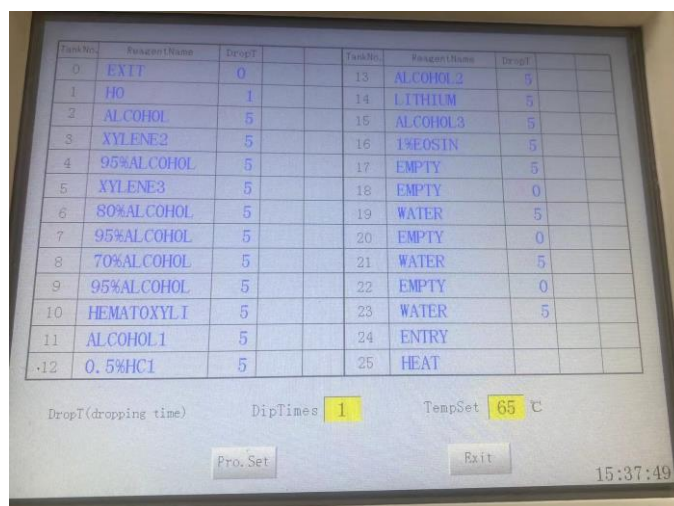 TankNo. ReagentName DropT TankNo. ReagentName DropT
0 EXIT 0 13 ALCOHOL2 5
1 HO 1 14 LITHIUM 5
2 ALCOHOL 5 15 ALCOHOL3 5
3 XYLENE2 5 16 1%EOSIN 5
4 95%ALCOHOL 5 17 EMPTY 5
5 XYLENE3 5 18 EMPTY 0
6 80%ALCOHOL 5 19 WATER 5
7 95%ALCOHOL 5 20 EMPTY 0
8 70%ALCOHOL 5 21 WATER 5
9 95%ALCOHOL 5 22 EMPTY 0
10 HEMATOXYLI 5 23 WATER 5
11 ALCOHOL1 5 24 ENTRY
12 0.5%HC1 5 25 HEAT
DropT(dropping time) DipTimes 1 TempSet 65 ℃
Pro.Set Exit
15:37:49